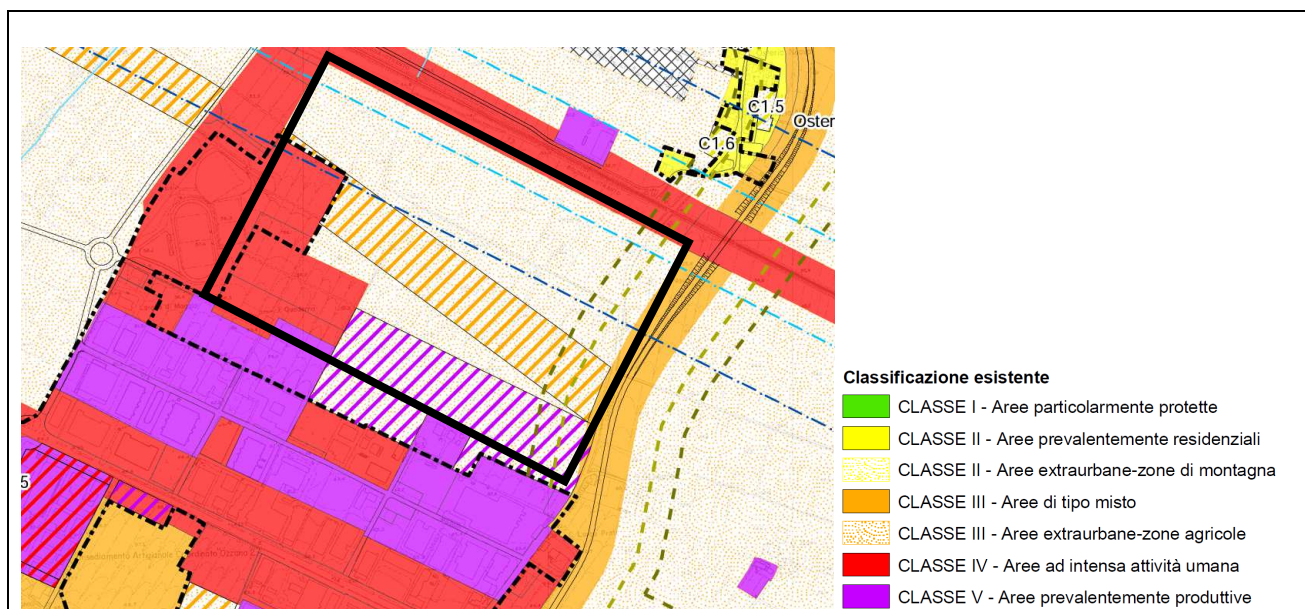 C1.5
Oster
C1.6
5
Classificazione esistente
CLASSE I - Aree particolarmente protette
CLASSE II - Aree prevalentemente residenziali
CLASSE II - Aree extraurbane-zone di montagna
CLASSE III - Aree di tipo misto
CLASSE III - Aree extraurbane-zone agricole
CLASSE IV - Aree ad intensa attività umana
CLASSE V - Aree prevalentemente produttive